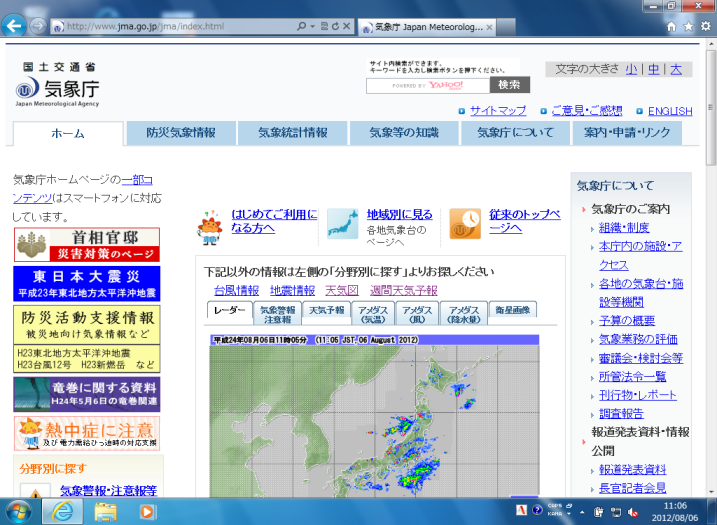 http://www.jma.go.jp/jma/index.html
気象庁 Japan Meteorolog...
国土交通省
気象庁
Japan Meteorological Agency
サイト内検索ができます。
キーワードを入力し検索ボタンを押下ください。
POWERED BY YAHOO!
検索
文字の大きさ 小 | 中 | 大
サイトマップ
ご意見・ご感想
ENGLISH
ホーム
防災気象情報
気象統計情報
気象等の知識
気象庁について
案内・申請・リンク
気象庁ホームページの一部コ
ンテンツはスマートフォンに対応
しています。
首相官邸
災害対策のページ
東日本大震災
平成23年東北地方太平洋沖地震
防災活動支援情報
被災地向け気象情報など
H23東北地方太平洋沖地震
H23台風12号 H23新燃岳 など
竜巻に関する資料
H24年5月6日の竜巻関連
熱中症に注意
及び 電力需給ひっ迫時の対応支援
分野別に探す
気象警報・注意報等
はじめてご利用に
なる方へ
地域別に見る
各地気象台の
ページへ
従来のトップペ
ージへ
下記以外の情報は左側の「分野別に探す」よりお探しください
台風情報 地震情報 天気図 週間天気予報
レーダー
気象警報
注意報
天気予報
アメダス
(気温)
アメダス
(風)
アメダス
(降水量)
衛星画像
平成24年08月06日11時05分 (11:05 JST, 06 August 2012)
気象庁について
気象庁のご案内
組織・制度
本庁内の施設・ア
クセス
各地の気象台・施
設等機関
予算の概要
気象業務の評価
審議会・検討会等
所管法令一覧
刊行物・レポート
調査報告
報道発表資料・情報
公開
報道発表資料
長官記者会見
A
CAPS
KANA
11:06
2012/08/06